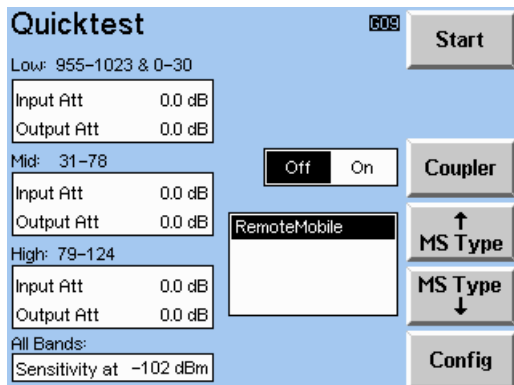 Quicktest
G09
Start
Low: 955-1023 & 0-30
Input Att 0.0 dB
Output Att 0.0 dB
Mid: 31-78
Off On
Coupler
Input Att 0.0 dB
Output Att 0.0 dB
RemoteMobile
↑
MS Type
High: 79-124
Input Att 0.0 dB
Output Att 0.0 dB
MS Type
↓
All Bands:
Sensitivity at -102 dBm
Config